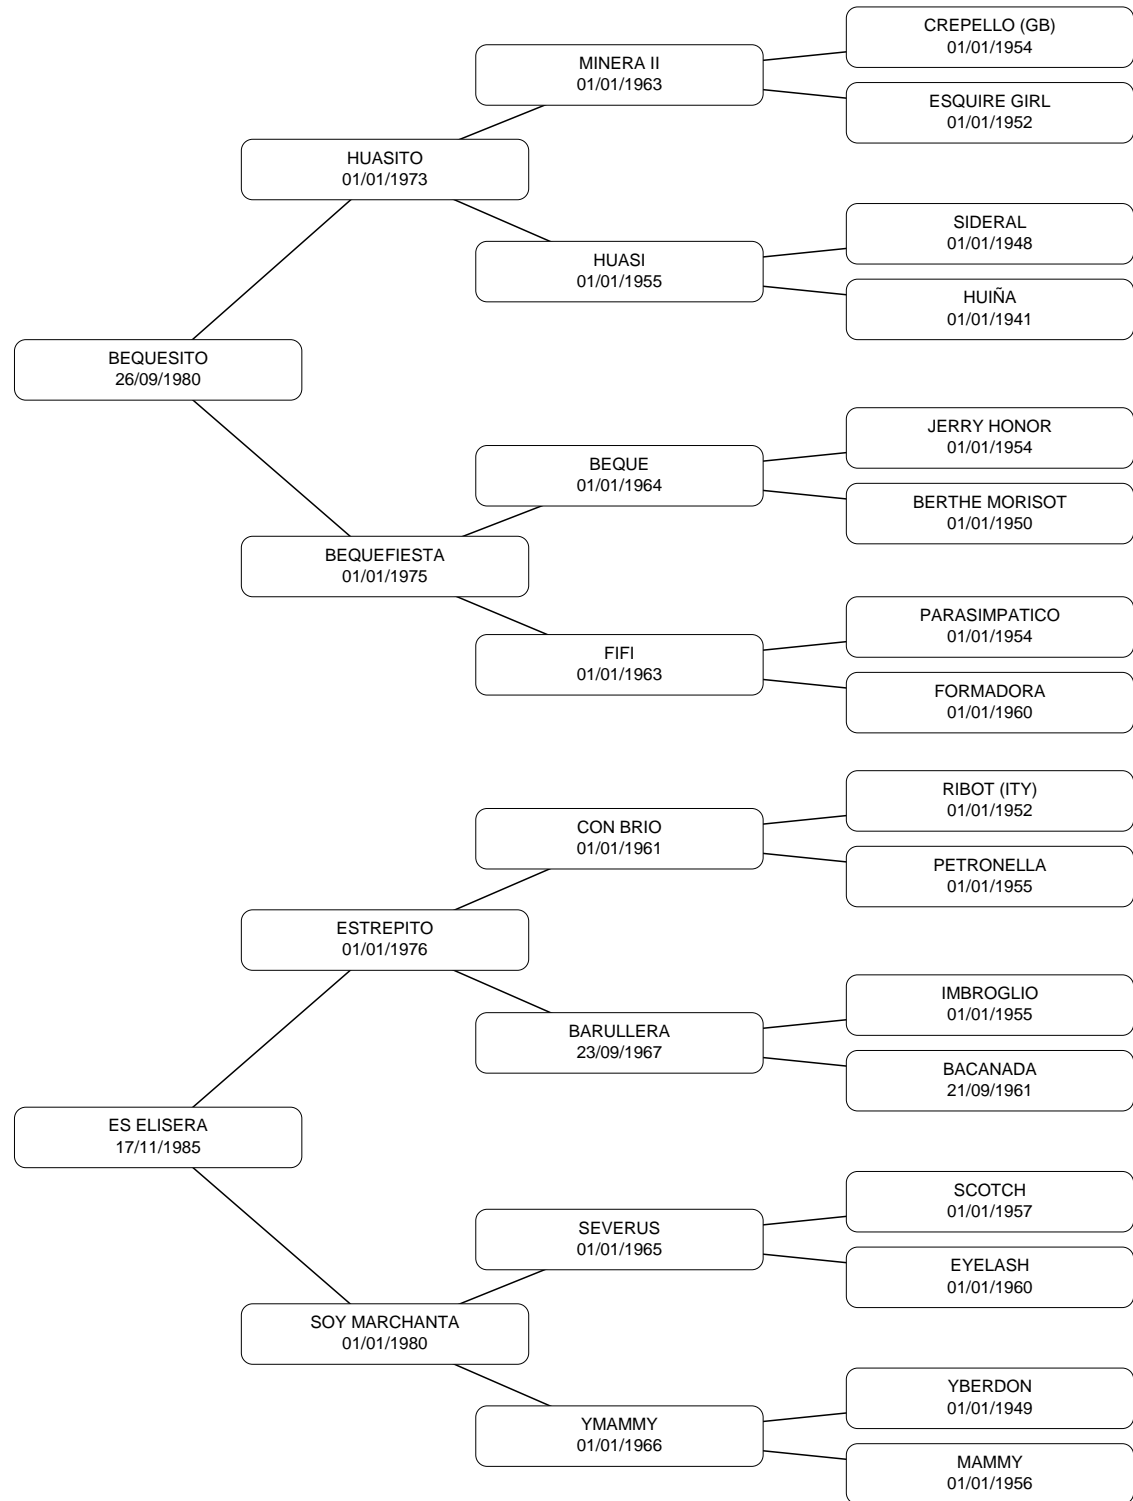 CREPELLO (GB)
01/01/1954
MINERA II
01/01/1963
ESQUIRE GIRL
01/01/1952
HUASITO
01/01/1973
SIDERAL
01/01/1948
HUASI
01/01/1955
HUIÑA
01/01/1941
BEQUESITO
26/09/1980
JERRY HONOR
01/01/1954
BEQUE
01/01/1964
BERTHE MORISOT
01/01/1950
BEQUEFIESTA
01/01/1975
PARASIMPATICO
01/01/1954
FIFI
01/01/1963
FORMADORA
01/01/1960
RIBOT (ITY)
01/01/1952
CON BRIO
01/01/1961
PETRONELLA
01/01/1955
ESTREPITO
01/01/1976
IMBROGLIO
01/01/1955
BARULLERA
23/09/1967
BACANADA
21/09/1961
ES ELISERA
17/11/1985
SCOTCH
01/01/1957
SEVERUS
01/01/1965
EYELASH
01/01/1960
SOY MARCHANTA
01/01/1980
YBERDON
01/01/1949
YMAMMY
01/01/1966
MAMMY
01/01/1956